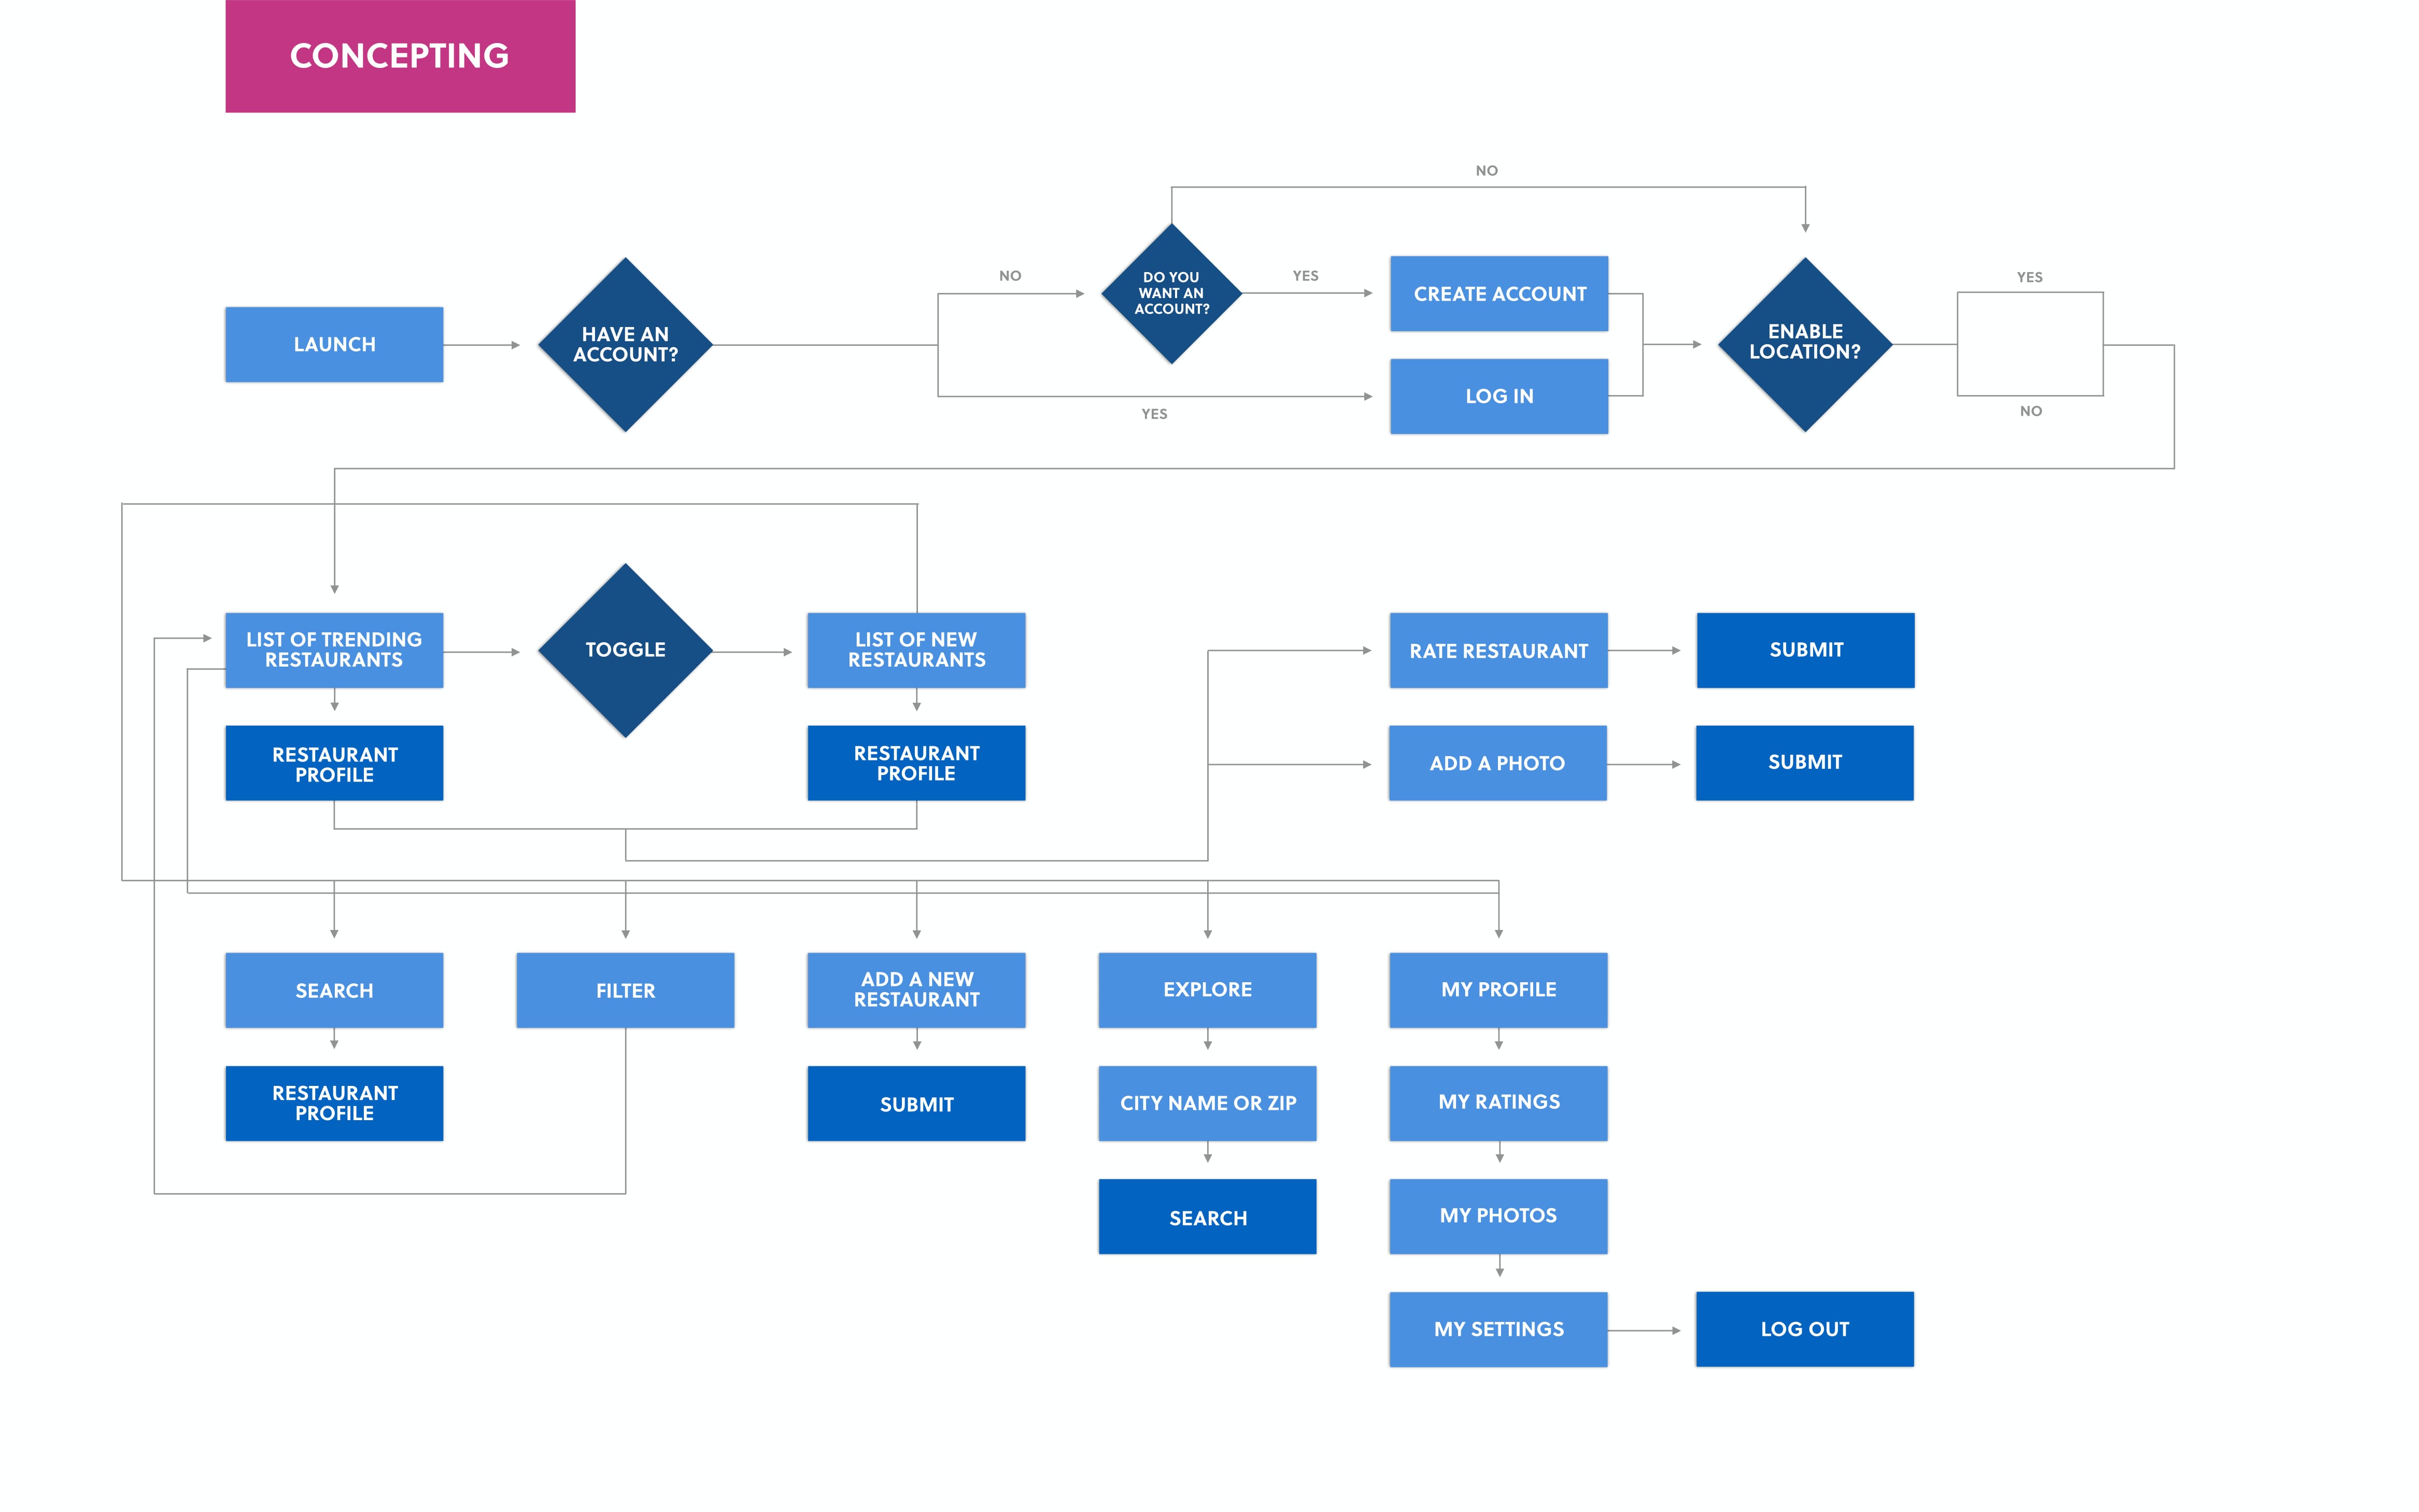 CONCEPTING
NO
LAUNCH
HAVE AN
ACCOUNT?
NO
YES
DO YOU
WANT AN
ACCOUNT?
YES
CREATE ACCOUNT
LOG IN
ENABLE
LOCATION?
YES
NO
LIST OF TRENDING
RESTAURANTS
TOGGLE
LIST OF NEW
RESTAURANTS
RATE RESTAURANT
SUBMIT
RESTAURANT
PROFILE
RESTAURANT
PROFILE
ADD A PHOTO
SUBMIT
SEARCH
FILTER
ADD A NEW
RESTAURANT
EXPLORE
MY PROFILE
RESTAURANT
PROFILE
SUBMIT
CITY NAME OR ZIP
MY RATINGS
SEARCH
MY PHOTOS
MY SETTINGS
LOG OUT